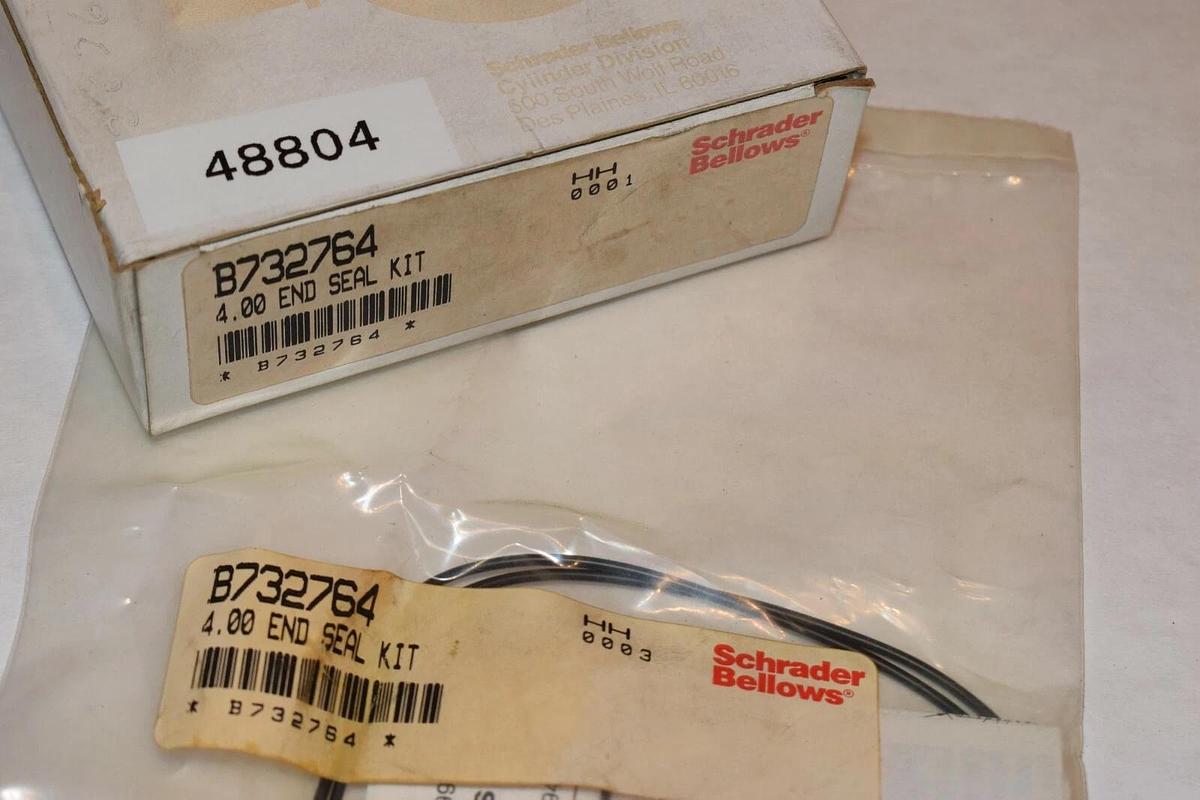 Schrader Bellows
Cylinder Division
500 South Wolf Road
Des Plaines, IL 60016
48804
Schrader
Bellows®
HH
0001
B732764
4.00 END SEAL KIT
* B732764 *
B732764
4.00 END SEAL KIT
* B732764 *
HH
0003
Schrader
Bellows®